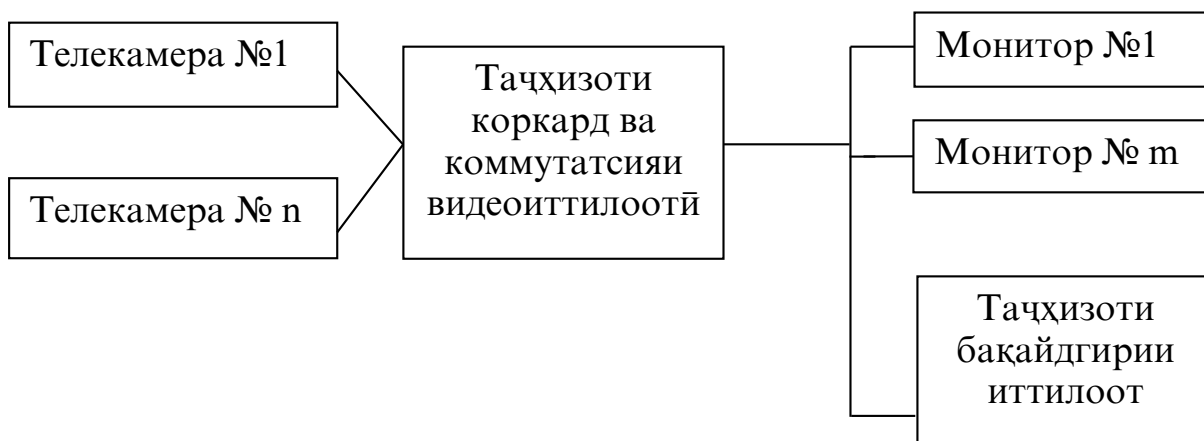 Телекамера №1
Телекамера № n
Таҷҳизоти
коркард ва
коммутатсияи
видеоиттилоотӣ
Монитор №1
Монитор № m
Таҷҳизоти
бақайдгирии
иттилоот